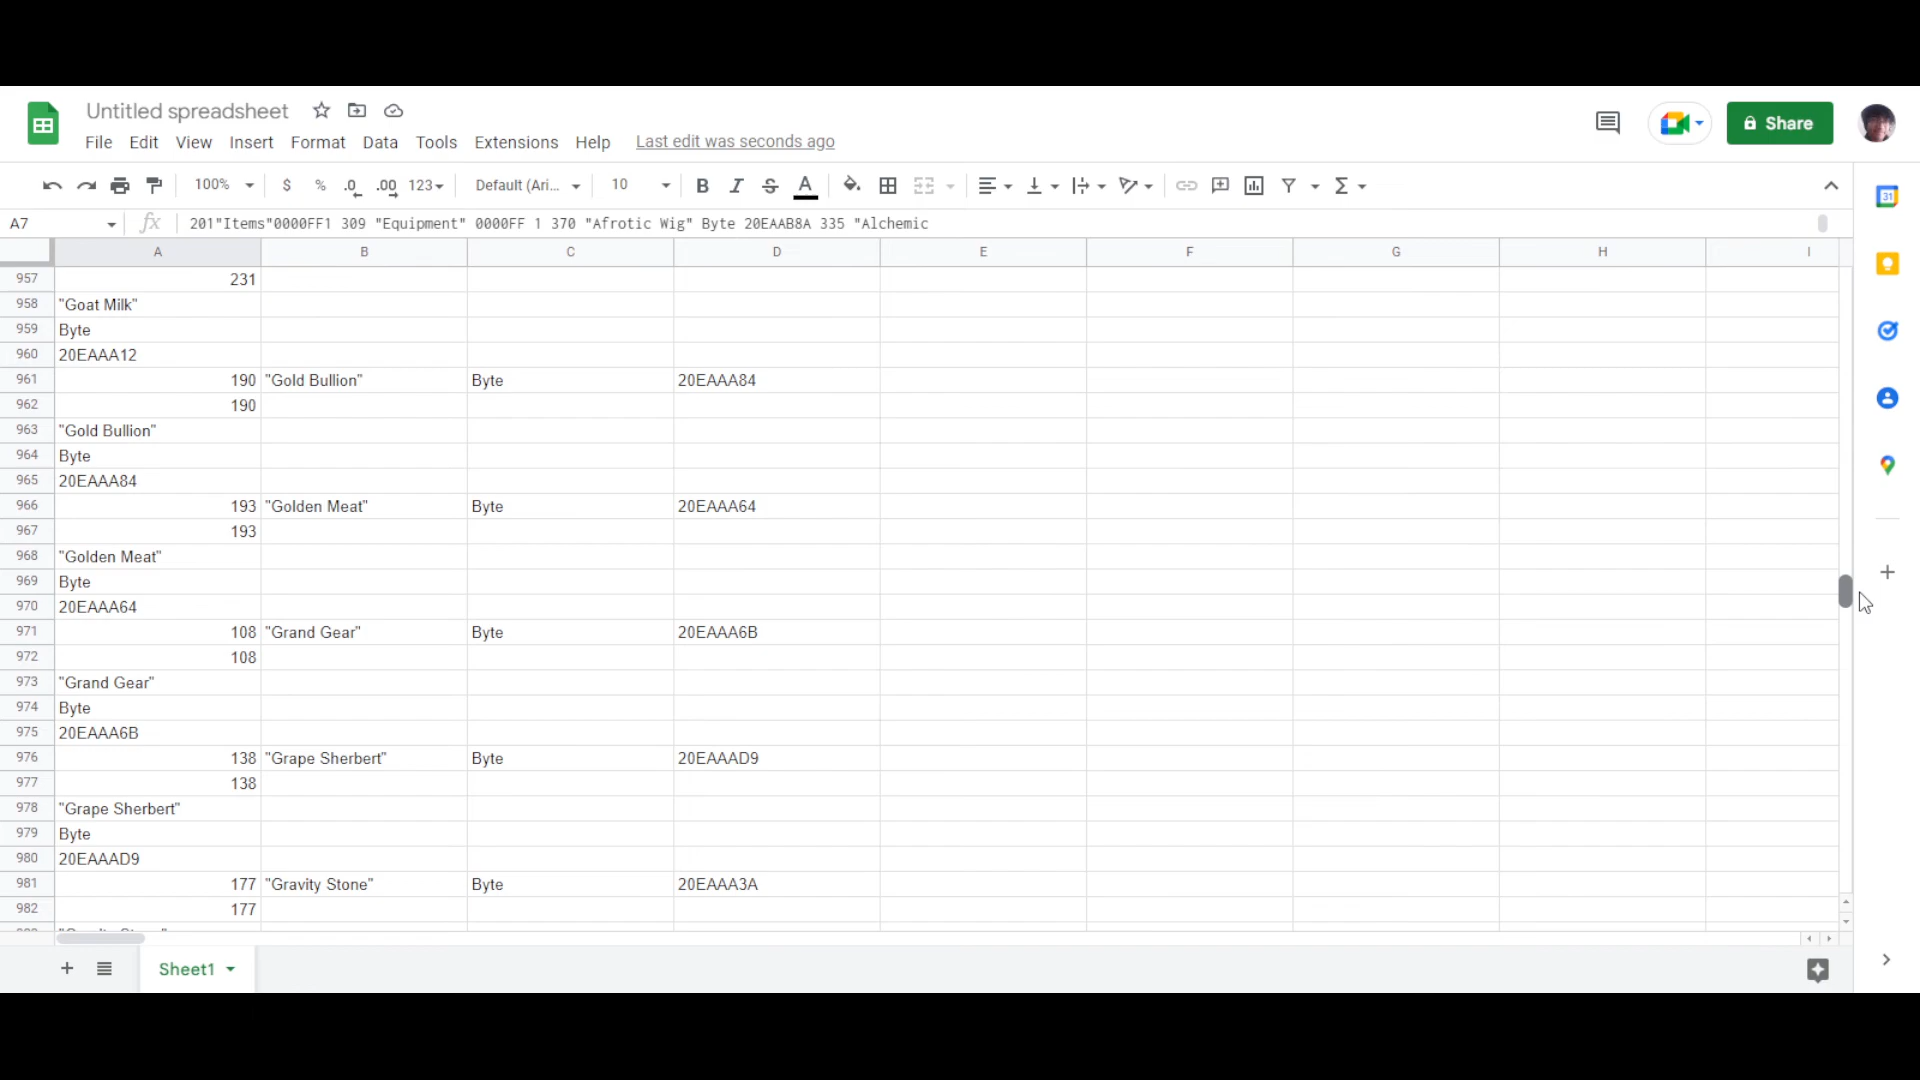 Untitled spreadsheet
File Edit View Insert Format Data Tools Extensions Help Last edit was seconds ago
Share
100% $ % .0 .00 123 Default (Ari... 10 B I S A Σ
31
A7 fx 201"Items"0000FF1 309 "Equipment" 0000FF 1 370 "Afrotic Wig" Byte 20EAAB8A 335 "Alchemic
A B C D E F G H I
957 231
958 "Goat Milk"
959 Byte
960 20EAAA12
961 190 "Gold Bullion" Byte 20EAAA84
962 190
963 "Gold Bullion"
964 Byte
965 20EAAA84
966 193 "Golden Meat" Byte 20EAAA64
967 193
968 "Golden Meat"
969 Byte
970 20EAAA64
971 108 "Grand Gear" Byte 20EAAA6B
972 108
973 "Grand Gear"
974 Byte
975 20EAAA6B
976 138 "Grape Sherbert" Byte 20EAAAD9
977 138
978 "Grape Sherbert"
979 Byte
980 20EAAAD9
981 177 "Gravity Stone" Byte 20EAAA3A
982 177
Sheet1